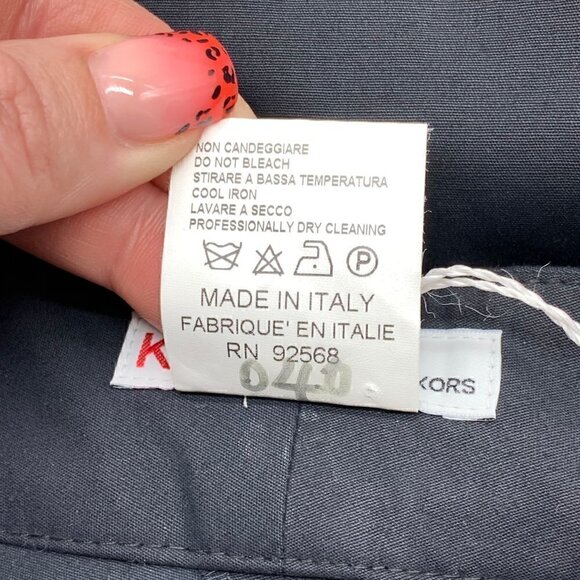 NON CANDEGGIARE
DO NOT BLEACH
STIRARE A BASSA TEMPERATURA
COOL IRON
LAVARE A SECCO
PROFESSIONALLY DRY CLEANING
P
MADE IN ITALY
FABRIQUE' EN ITALIE
RN 92568
040
K
KORS